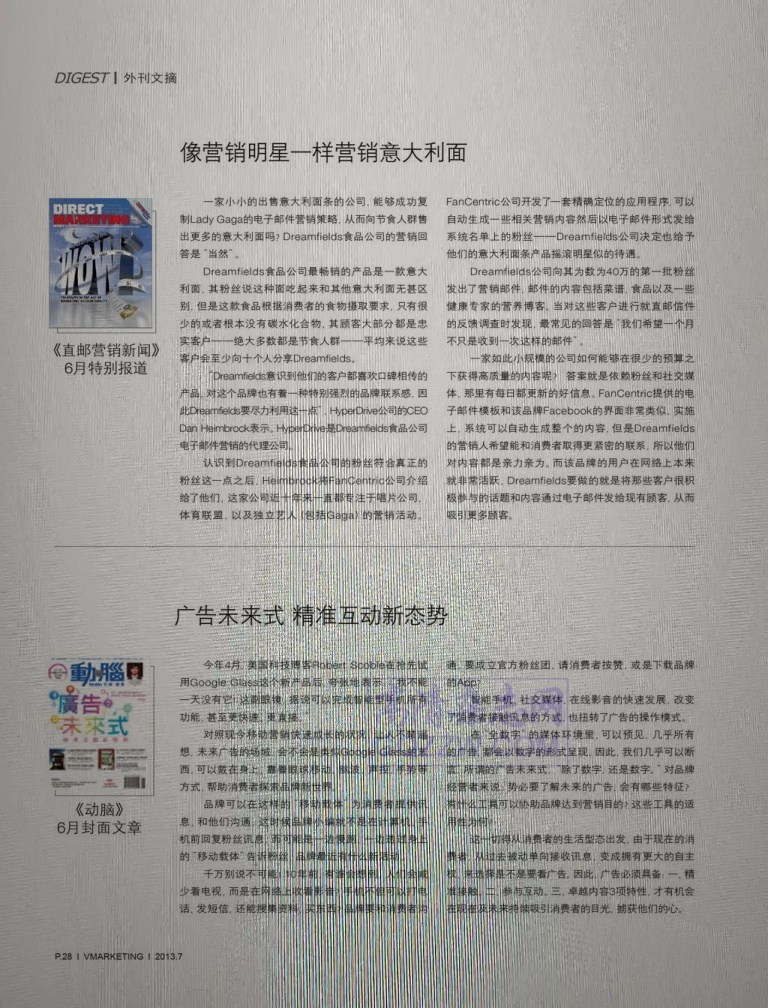 DIGEST | 外刊文摘
像营销明星一样营销意大利面
DIRECT
MARKETING
WOW!
《直邮营销新闻》
6月特别报道
一家小小的出售意大利面条的公司, 能够成功复
制Lady Gaga的电子邮件营销策略, 从而向节食人群售
出更多的意大利面吗? Dreamfields食品公司的营销回
答是“当然”。
Dreamfields食品公司最畅销的产品是一款意大
利面, 其粉丝说这种面吃起来和其他意大利面无甚区
别, 但是这款食品根据消费者的食物摄取要求, 只有很
少的或者根本没有碳水化合物, 其顾客大部分都是忠
实客户——绝大多数都是节食人群——平均来说这些
客户会至少向十个人分享Dreamfields。
“Dreamfields意识到他们的客户都喜欢口碑相传的
产品, 对这个品牌也有着一种特别强烈的品牌联系感, 因
此Dreamfields要尽力利用这一点”, HyperDrive公司的CEO
Dan Heimbrock表示, HyperDrive是Dreamfields食品公司
电子邮件营销的代理公司。
认识到Dreamfields食品公司的粉丝符合真正的
粉丝这一点之后, Heimbrock将FanCentric公司介绍
给了他们, 这家公司近十年来一直都专注于唱片公司,
体育联盟, 以及独立艺人 (包括Gaga) 的营销活动。
FanCentric公司开发了一套精确定位的应用程序, 可以
自动生成一些相关营销内容然后以电子邮件形式发给
系统名单上的粉丝——Dreamfields公司决定也给予
他们的意大利面条产品摇滚明星似的待遇。
Dreamfields公司向其为数为40万的第一批粉丝
发出了营销邮件, 邮件的内容包括菜谱, 食品以及一些
健康专家的营养博客。当对这些客户进行就直邮信件
的反馈调查时发现, 最常见的回答是“我们希望一个月
不只是收到一次这样的邮件”。
一家如此小规模的公司如何能够在很少的预算之
下获得高质量的内容呢? 答案就是依赖粉丝和社交媒
体, 那里有每日都更新的好信息。FanCentric提供的电
子邮件模板和该品牌Facebook的界面非常类似, 实施
上, 系统可以自动生成整个的内容, 但是Dreamfields
的营销人希望能和消费者取得更紧密的联系, 所以他们
对内容都是亲力亲为。而该品牌的用户在网络上本来
就非常活跃, Dreamfields要做的就是将那些客户很积
极参与的话题和内容通过电子邮件发给现有顾客, 从而
吸引更多顾客。
广告未来式 精准互动新态势
動腦
廣告
未來式
《动脑》
6月封面文章
今年4月, 美国科技博客Robert Scoble在抢先试
用Google Glass这个新产品后, 夸张地表示: “我不能
一天没有它! 这副眼镜, 据说可以完成智能型手机所有
功能, 甚至更快速, 更直接。
对照现今移动营销快速成长的状况, 让人不禁遐
想, 未来广告的场域, 会不会是类似Google Glass的东
西, 可以戴在身上, 靠着眼球移动, 脑波, 声控, 手势等
方式, 帮助消费者探索品牌新世界。
品牌可以在这样的“移动载体”为消费者提供讯
息, 和他们沟通, 这时候品牌小编就不是在计算机, 手
机前回复粉丝讯息, 而可能是一边慢跑, 一边透过身上
的“移动载体”告诉粉丝, 品牌最近有什么新活动。
千万别说不可能! 10年前, 有谁会想到, 人们会减
少看电视, 而是在网络上收看影音? 手机不但可以打电
话, 发短信, 还能搜集资料, 买东西? 品牌要和消费者沟
通, 要成立官方粉丝团, 请消费者按赞, 或是下载品牌
的App?
智能手机, 社交媒体, 在线影音的快速发展, 改变
了消费者接触讯息的方式, 也扭转了广告的操作模式。
在“全数字”的媒体环境里, 可以预见, 几乎所有
的广告, 都会以数字的形式呈现, 因此, 我们几乎可以断
言, 所谓的“广告未来式, “除了数字, 还是数字。”对品牌
经营者来说, 势必要了解未来的广告, 会有哪些特征?
有什么工具可以协助品牌达到营销目的? 这些工具的适
用性为何?
这一切得从消费者的生活型态出发, 由于现在的消
费者, 从过去被动单向接收讯息, 变成拥有更大的自主
权, 来选择是不是要看广告, 因此, 广告必须具备: 一, 精
准接触, 二, 参与互动, 三, 卓越内容3项特性, 才有机会
在现在及未来持续吸引消费者的目光, 掳获他们的心。
P.28 | VMARKETING | 2013.7